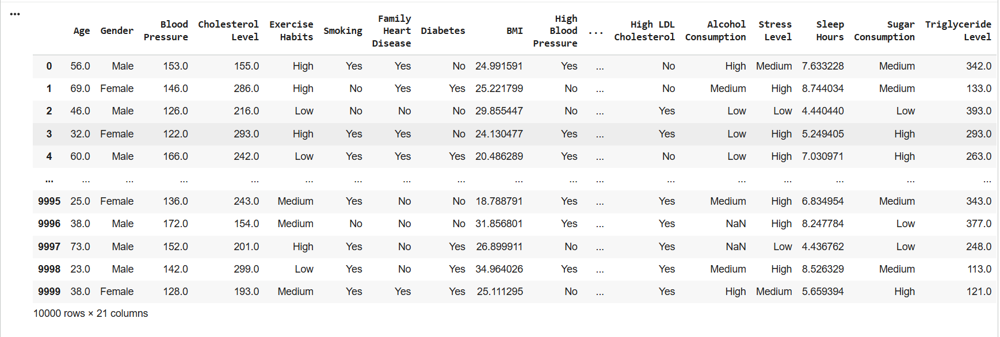 ...
Age Gender Blood Pressure Cholesterol Level Exercise Habits Smoking Family Heart Disease Diabetes BMI High Blood Pressure ... High LDL Cholesterol Alcohol Consumption Stress Level Sleep Hours Sugar Consumption Triglyceride Level
0 56.0 Male 153.0 155.0 High Yes Yes No 24.991591 Yes ... No High Medium 7.633228 Medium 342.0
1 69.0 Female 146.0 286.0 High No Yes Yes 25.221799 No ... No Medium High 8.744034 Medium 133.0
2 46.0 Male 126.0 216.0 Low No No No 29.855447 No ... Yes Low Low 4.440440 Low 393.0
3 32.0 Female 122.0 293.0 High Yes Yes No 24.130477 Yes ... Yes Low High 5.249405 High 293.0
4 60.0 Male 166.0 242.0 Low Yes Yes Yes 20.486289 Yes ... No Low High 7.030971 High 263.0
... ... ... ... ... ... ... ... ... ... ... ... ... ... ... ... ... ...
9995 25.0 Female 136.0 243.0 Medium Yes No No 18.788791 Yes ... Yes Medium High 6.834954 Medium 343.0
9996 38.0 Male 172.0 154.0 Medium No No No 31.856801 Yes ... Yes NaN High 8.247784 Low 377.0
9997 73.0 Male 152.0 201.0 High Yes No Yes 26.899911 No ... Yes NaN Low 4.436762 Low 248.0
9998 23.0 Male 142.0 299.0 Low Yes No Yes 34.964026 Yes ... Yes Medium High 8.526329 Medium 113.0
9999 38.0 Female 128.0 193.0 Medium Yes Yes Yes 25.111295 No ... Yes High Medium 5.659394 High 121.0
10000 rows × 21 columns